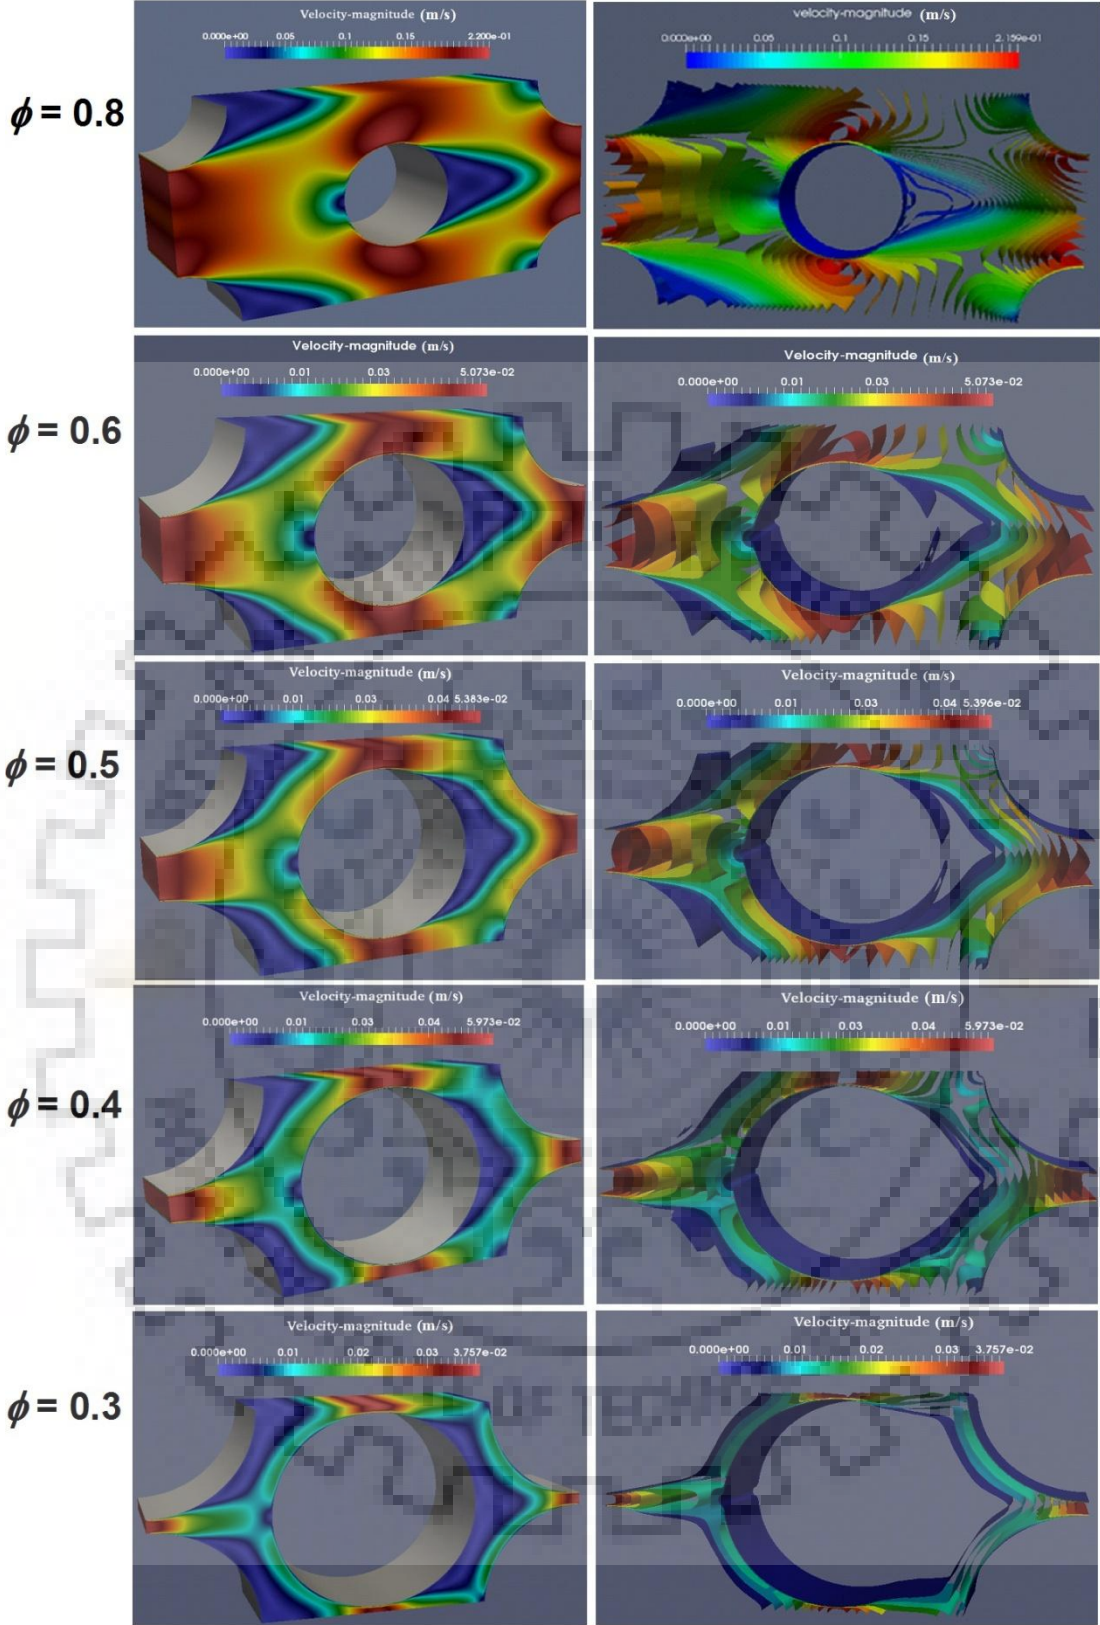 Velocity-magnitude (m/s)
0.000e+00 0.05 0.1 0.15 2.200e-01
velocity-magnitude (m/s)
0.000e+00 0.05 0.1 0.15 2.159e-01
ϕ = 0.8
Velocity-magnitude (m/s)
0.000e+00 0.01 0.03 5.073e-02
Velocity-magnitude (m/s)
0.000e+00 0.01 0.03 5.073e-02
ϕ = 0.6
Velocity-magnitude (m/s)
0.000e+00 0.01 0.03 0.04 5.383e-02
Velocity-magnitude (m/s)
0.000e+00 0.01 0.03 0.04 5.396e-02
ϕ = 0.5
Velocity-magnitude (m/s)
0.000e+00 0.01 0.03 0.04 5.973e-02
Velocity-magnitude (m/s)
0.000e+00 0.01 0.03 0.04 5.973e-02
ϕ = 0.4
Velocity-magnitude (m/s)
0.000e+00 0.01 0.02 0.03 3.757e-02
Velocity-magnitude (m/s)
0.000e+00 0.01 0.02 0.03 3.757e-02
ϕ = 0.3